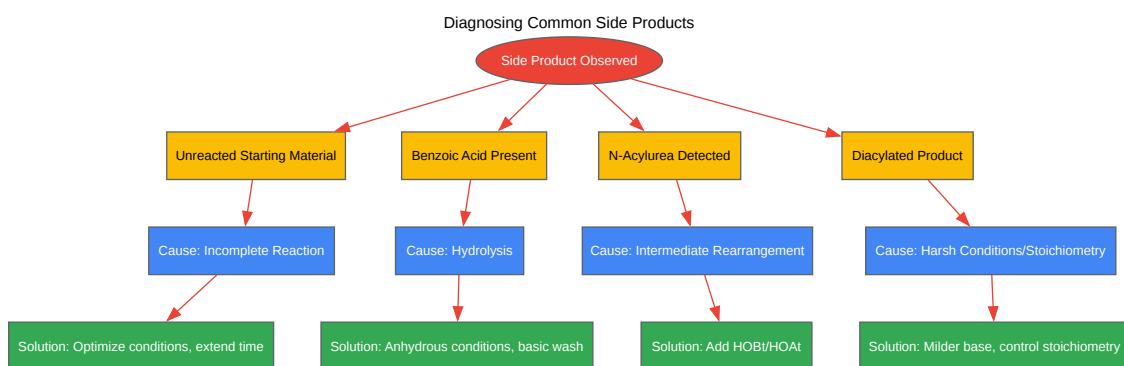 Diagnosing Common Side Products
Side Product Observed
Unreacted Starting Material
Benzoic Acid Present
N-Acylurea Detected
Diacylated Product
Cause: Incomplete Reaction
Cause: Hydrolysis
Cause: Intermediate Rearrangement
Cause: Harsh Conditions/Stoichiometry
Solution: Optimize conditions, extend time
Solution: Anhydrous conditions, basic wash
Solution: Add HOBt/HOAt
Solution: Milder base, control stoichiometry